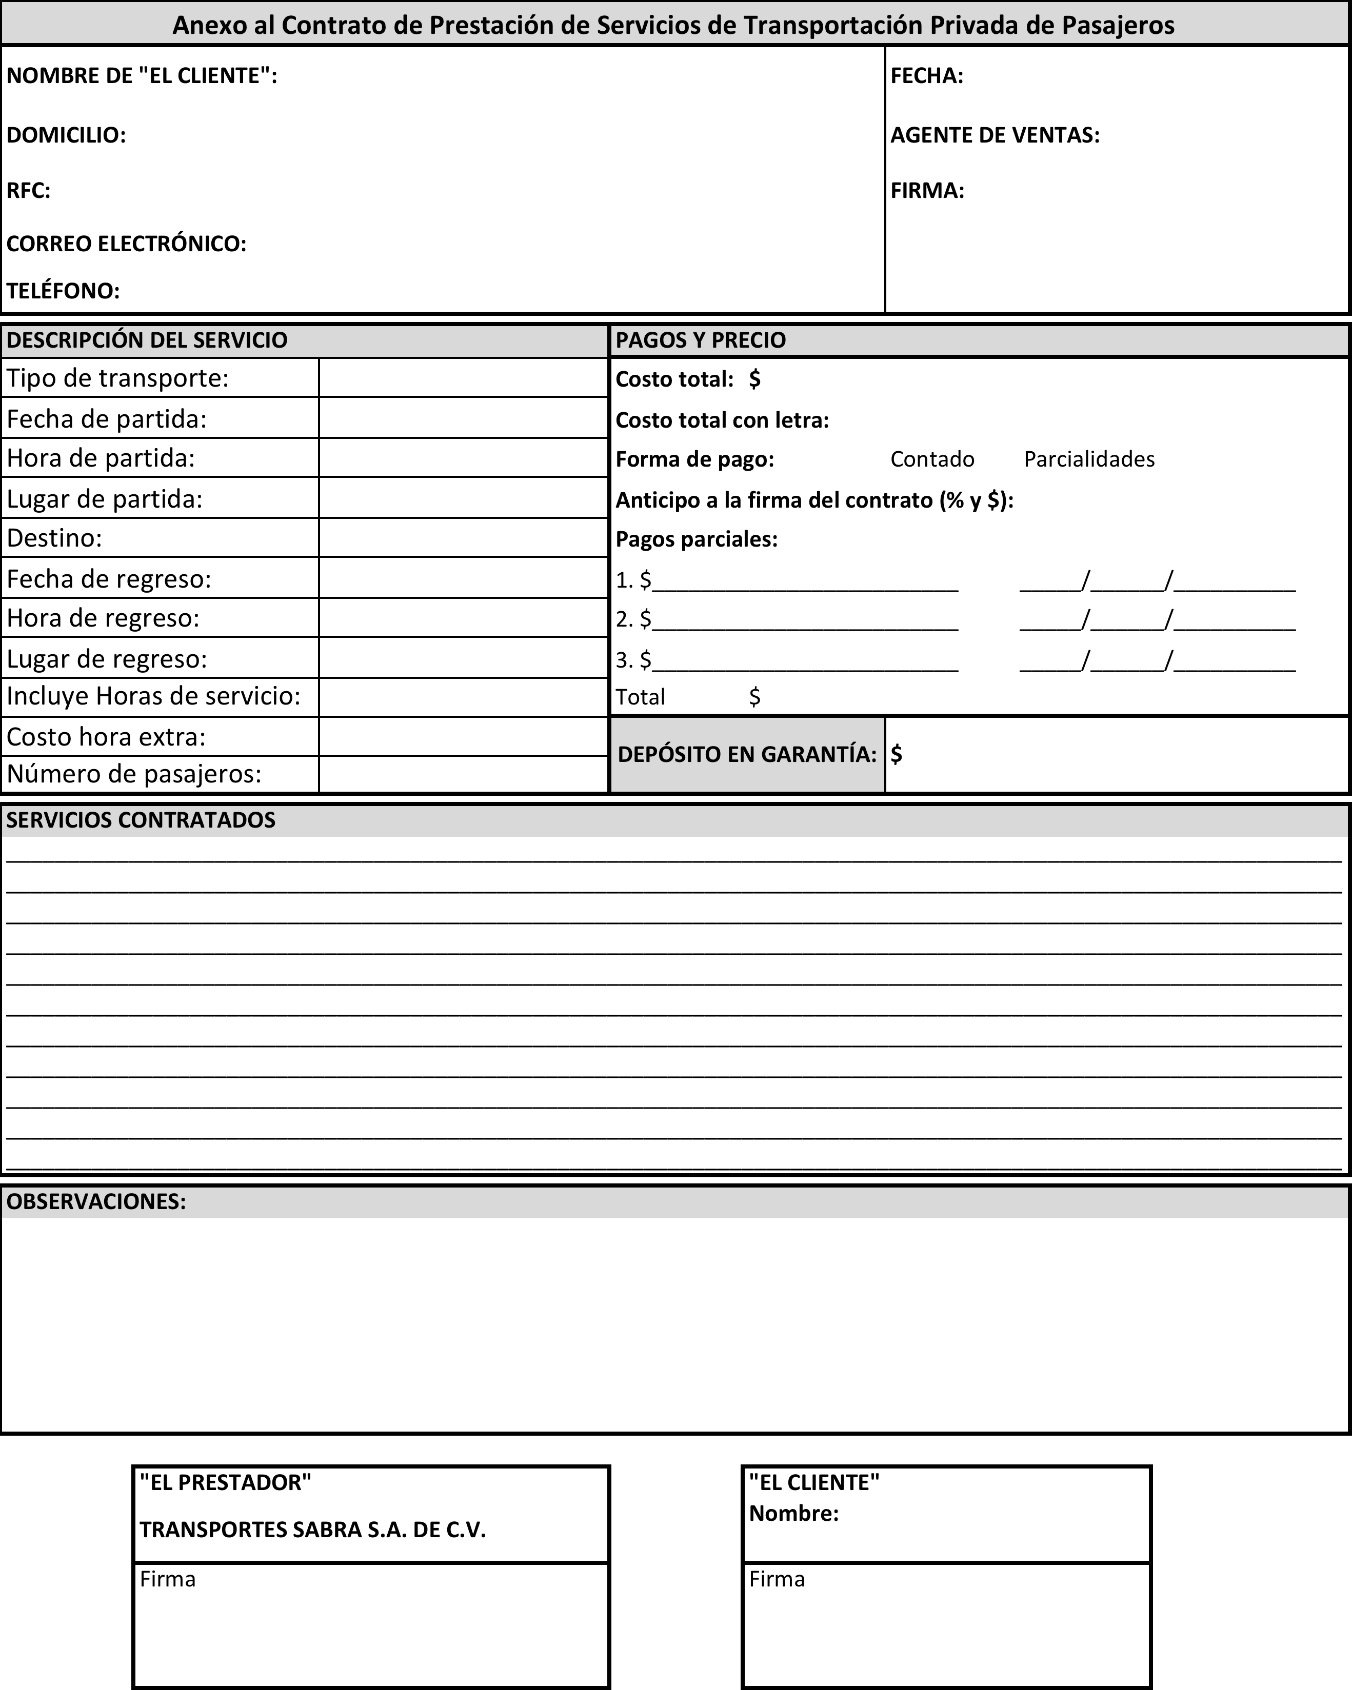 Anexo al Contrato de Prestación de Servicios de Transportación Privada de Pasajeros
NOMBRE DE "EL CLIENTE":
DOMICILIO:
RFC:
CORREO ELECTRÓNICO:
TELÉFONO:
FECHA:
AGENTE DE VENTAS:
FIRMA:
DESCRIPCIÓN DEL SERVICIO
Tipo de transporte:
Fecha de partida:
Hora de partida:
Lugar de partida:
Destino:
Fecha de regreso:
Hora de regreso:
Lugar de regreso:
Incluye Horas de servicio:
Costo hora extra:
Número de pasajeros:
PAGOS Y PRECIO
Costo total: $
Costo total con letra:
Forma de pago: Contado Parcialidades
Anticipo a la firma del contrato (% y $):
Pagos parciales:
1. $_________________________ _____/______/__________
2. $_________________________ _____/______/__________
3. $_________________________ _____/______/__________
Total $
DEPÓSITO EN GARANTÍA: $
SERVICIOS CONTRATADOS
OBSERVACIONES:
"EL PRESTADOR"
TRANSPORTES SABRA S.A. DE C.V.
Firma
"EL CLIENTE"
Nombre:
Firma